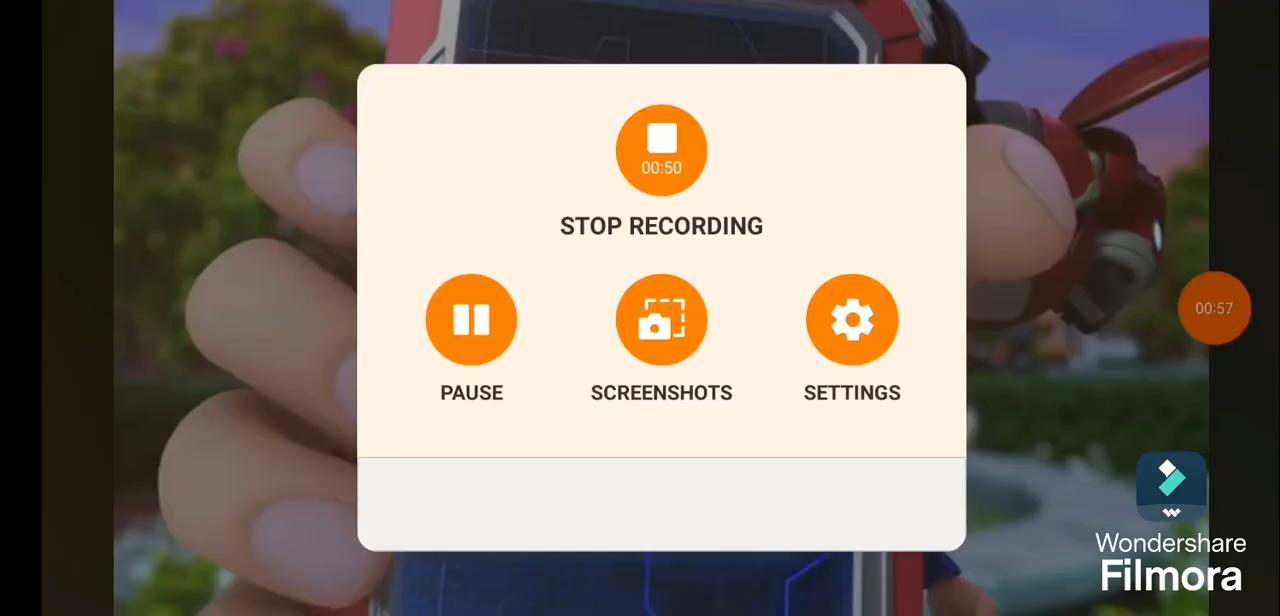 00:50
STOP RECORDING
PAUSE
SCREENSHOTS
SETTINGS
00:57
Wondershare
Filmora